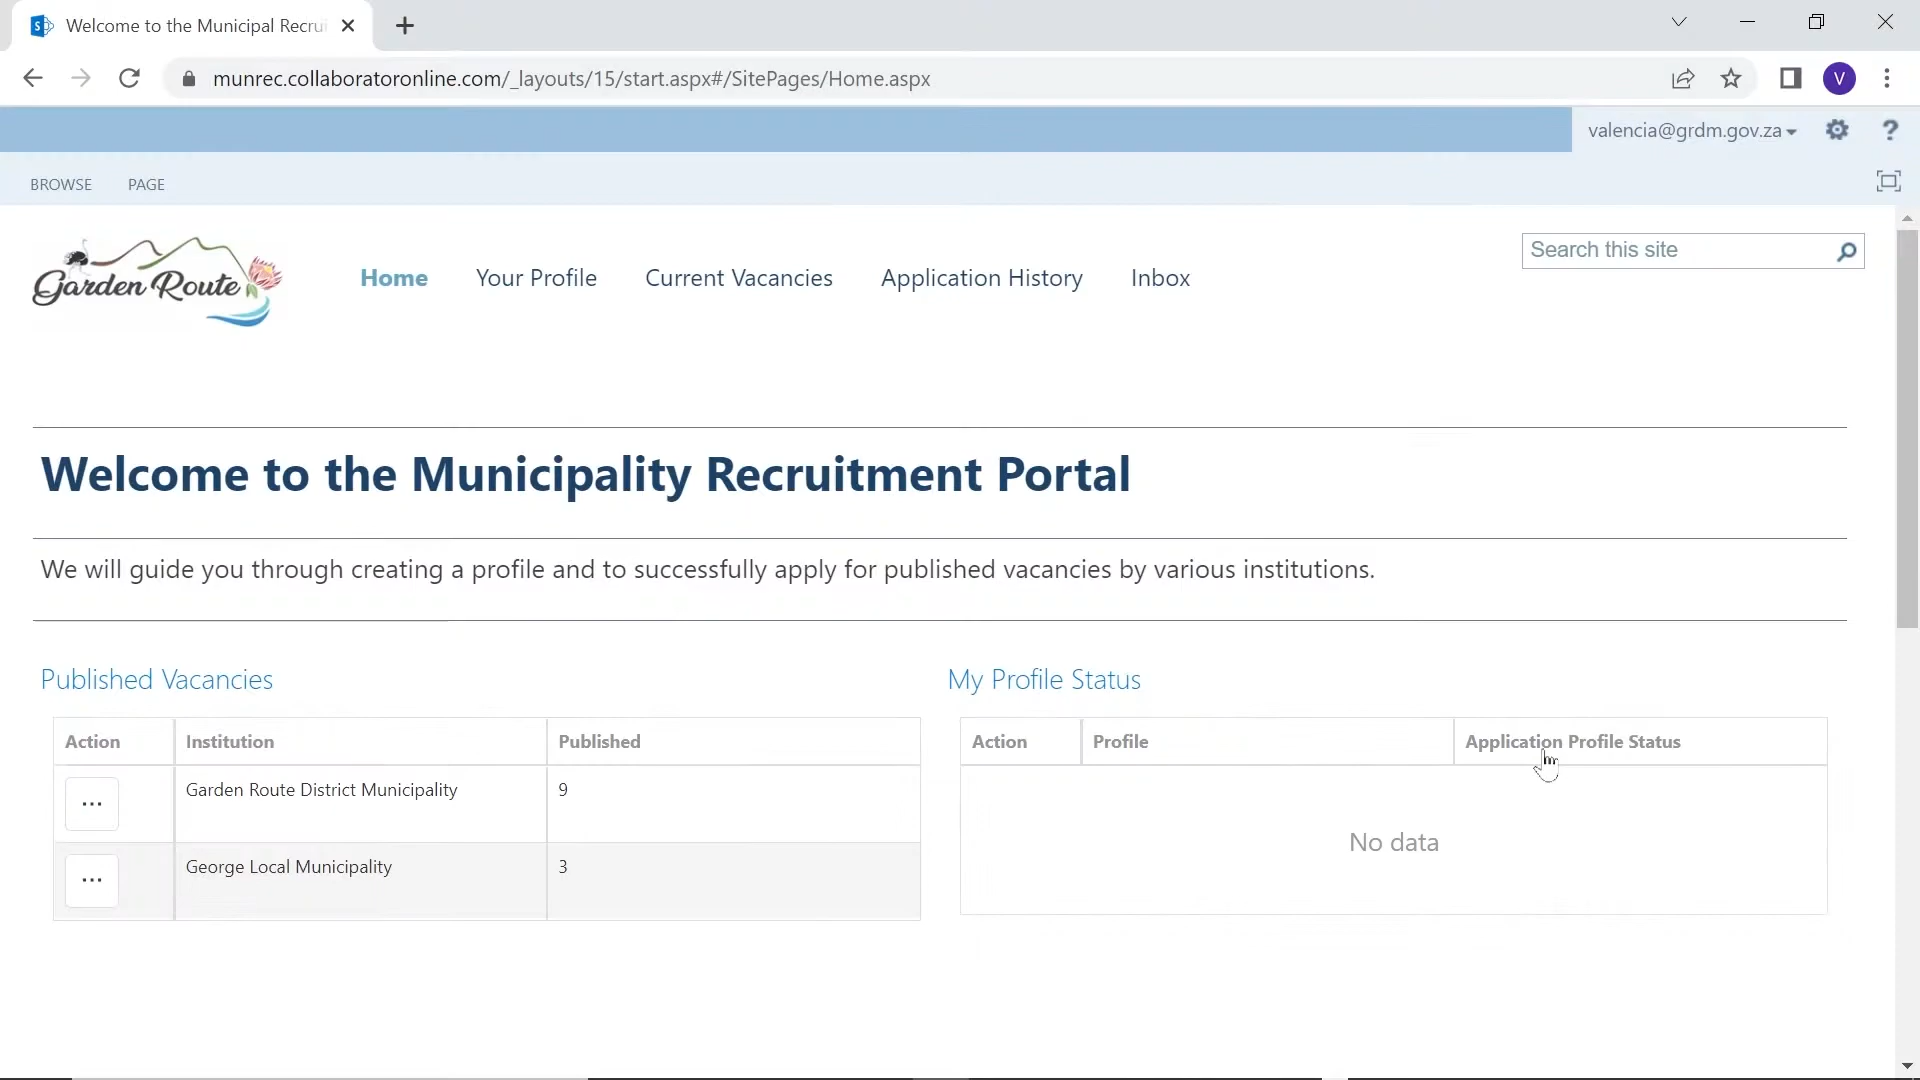 Welcome to the Municipal Recrui
munrec.collaboratoronline.com/_layouts/15/start.aspx#/SitePages/Home.aspx
V
valencia@grdm.gov.za
?
BROWSE PAGE
Garden Route
Home Your Profile Current Vacancies Application History Inbox
Search this site
Welcome to the Municipality Recruitment Portal
We will guide you through creating a profile and to successfully apply for published vacancies by various institutions.
Published Vacancies
Action Institution Published
... Garden Route District Municipality 9
... George Local Municipality 3
My Profile Status
Action Profile Application Profile Status
No data